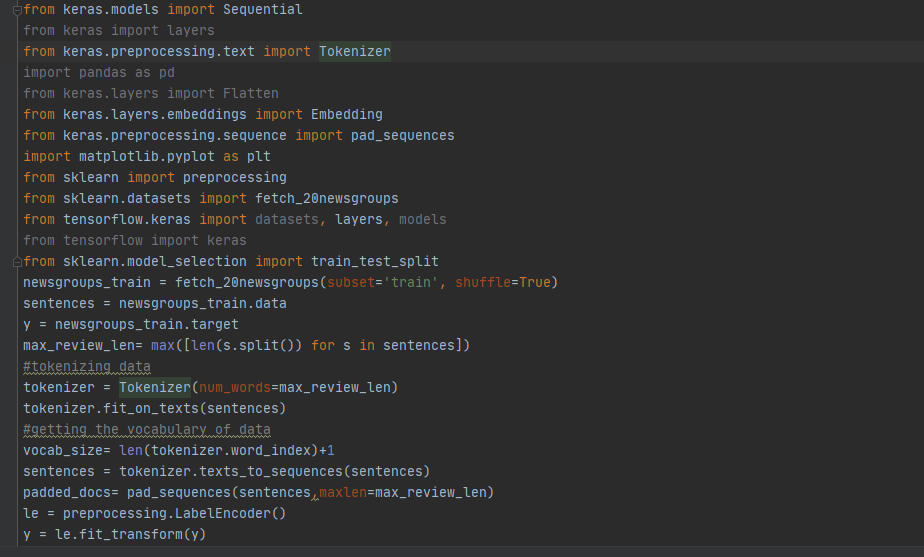 from keras.models import Sequential
from keras import layers
from keras.preprocessing.text import Tokenizer
import pandas as pd
from keras.layers import Flatten
from keras.layers.embeddings import Embedding
from keras.preprocessing.sequence import pad_sequences
import matplotlib.pyplot as plt
from sklearn import preprocessing
from sklearn.datasets import fetch_20newsgroups
from tensorflow.keras import datasets, layers, models
from tensorflow import keras
from sklearn.model_selection import train_test_split
newsgroups_train = fetch_20newsgroups(subset='train', shuffle=True)
sentences = newsgroups_train.data
y = newsgroups_train.target
max_review_len= max([len(s.split()) for s in sentences])
#tokenizing data
tokenizer = Tokenizer(num_words=max_review_len)
tokenizer.fit_on_texts(sentences)
#getting the vocabulary of data
vocab_size= len(tokenizer.word_index)+1
sentences = tokenizer.texts_to_sequences(sentences)
padded_docs= pad_sequences(sentences,maxlen=max_review_len)
le = preprocessing.LabelEncoder()
y = le.fit_transform(y)